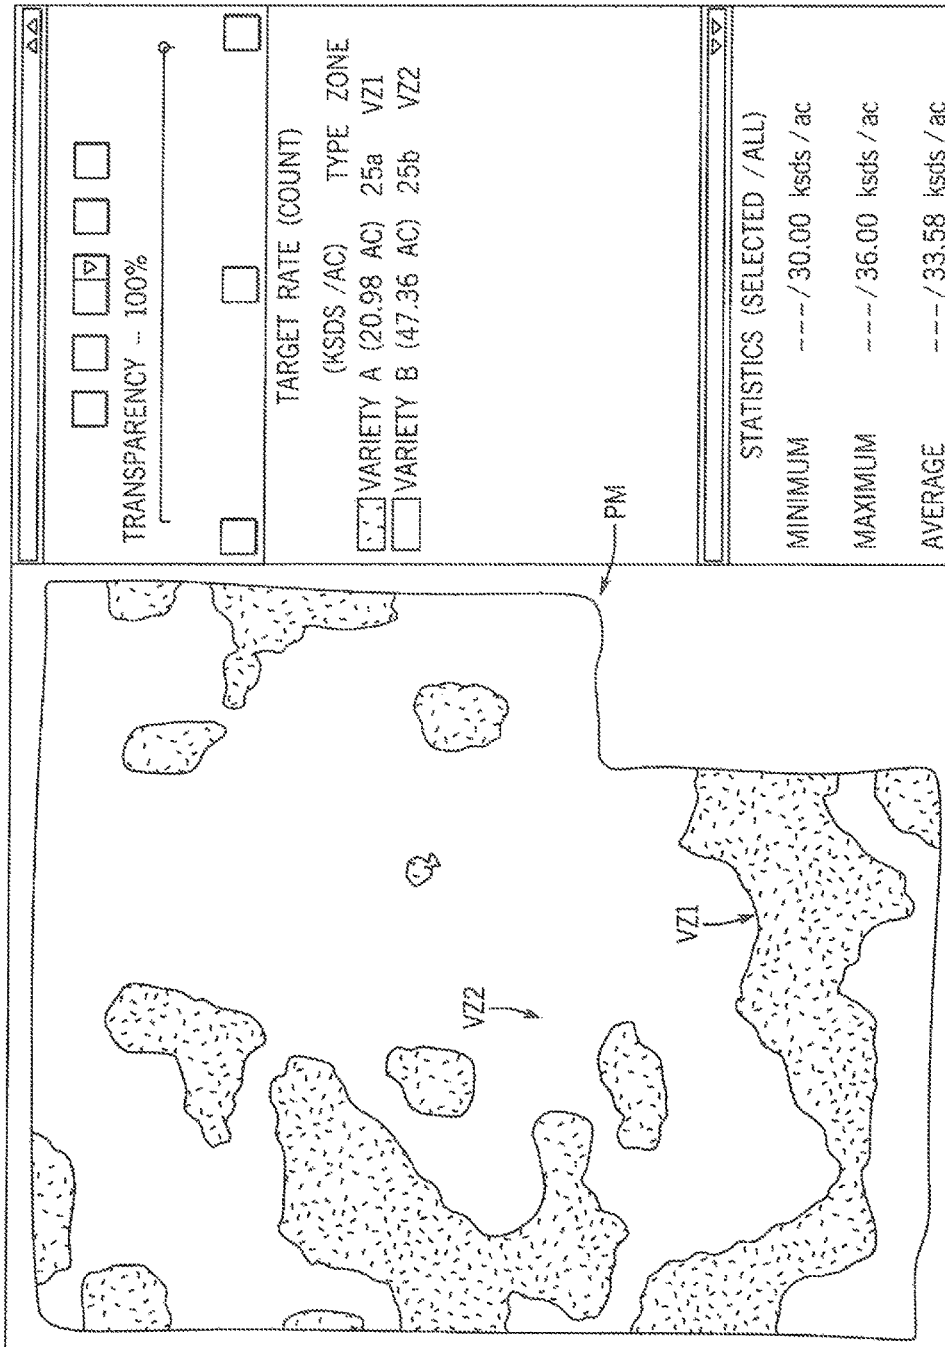 TRANSPARENCY - 100%
TARGET RATE (COUNT)
(KSDS /AC) TYPE ZONE
VARIETY A (20.98 AC) 25a VZ1
VARIETY B (47.36 AC) 25b VZ2
STATISTICS (SELECTED / ALL)
MINIMUM ---/30.00 ksds / ac
MAXIMUM ---/36.00 ksds / ac
AVERAGE ---/33.58 ksds / ac
PM
VZ1
VZ2